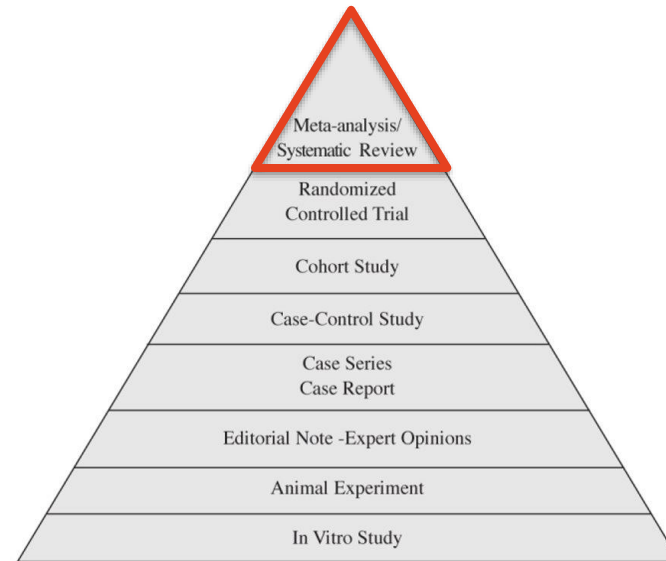 Meta-analysis/
Systematic Review
Randomized
Controlled Trial
Cohort Study
Case-Control Study
Case Series
Case Report
Editorial Note -Expert Opinions
Animal Experiment
In Vitro Study